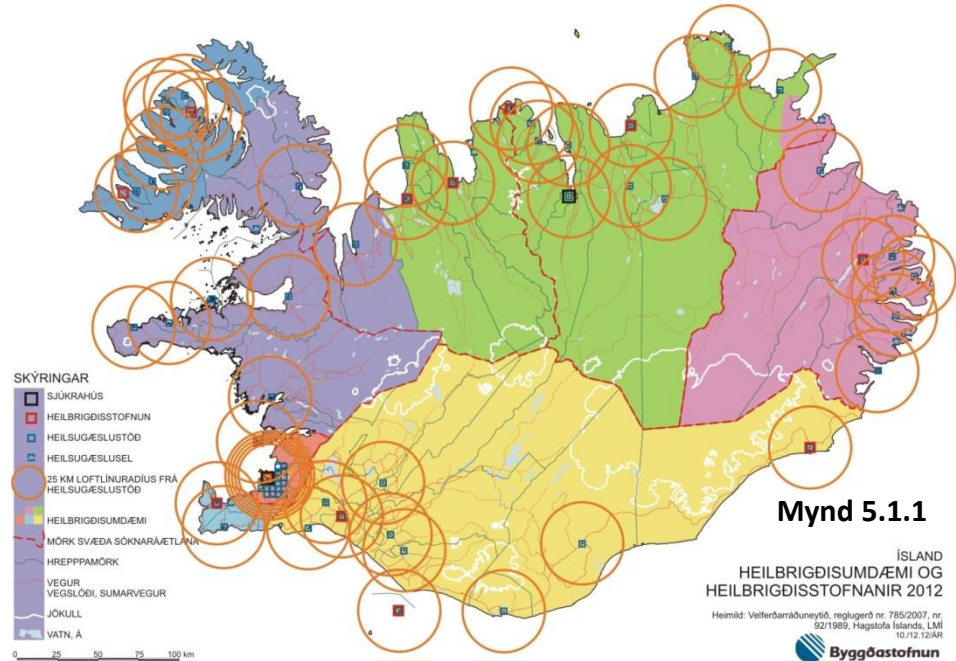 SKÝRINGAR
SJÚKRAHÚS
HEILBRIGÐISSTOFNUN
HEILSUGÆSLUSTÖÐ
HEILSUGÆSLUSEL
25 KM LOFTLÍNURADÍUS FRÁ
HEILSUGÆSLUSTÖÐ
HEILBRIGÐISUMDÆMI
MÖRK SVÆÐA SÓKNARÁÆTLANA
HREPPPAMÖRK
VEGUR
VEGSLÓÐI, SUMARVEGUR
JÖKULL
VATN, Á
0 25 50 75 100 km
Mynd 5.1.1
ÍSLAND
HEILBRIGÐISUMDÆMI OG
HEILBRIGÐISSTOFNANIR 2012
Heimild: Velferðarráðuneytið, reglugerð nr. 785/2007, nr.
92/1989, Hagstofa Íslands, LMÍ
10./12.12/ÁR
Byggðastofnun